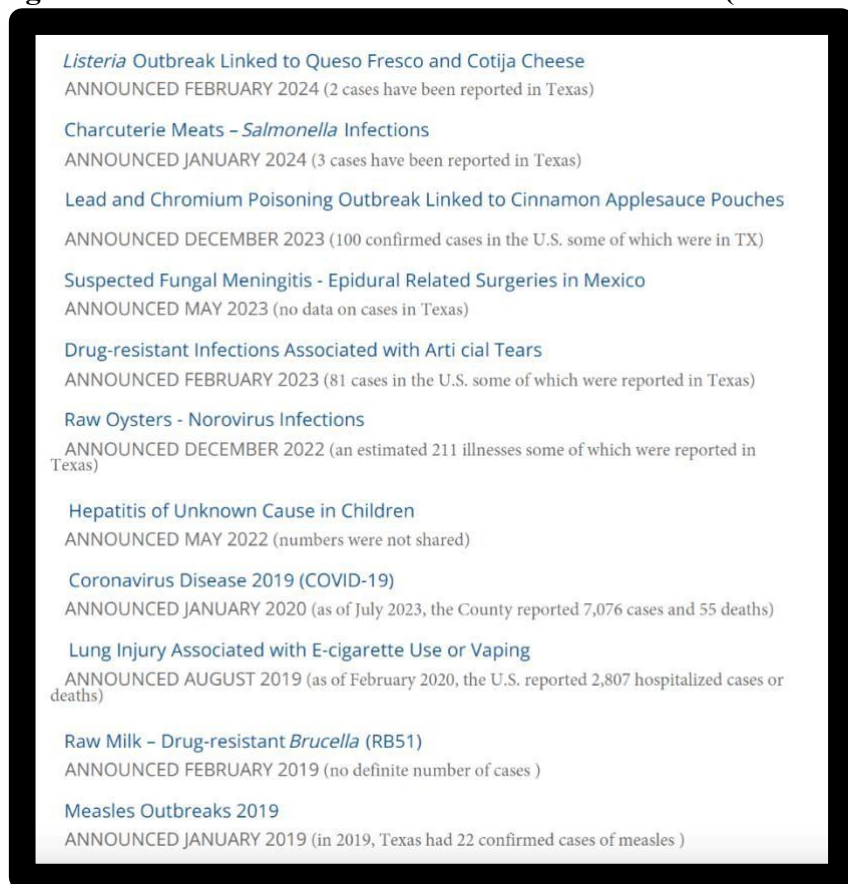 Listeria Outbreak Linked to Queso Fresco and Cotija Cheese
ANNOUNCED FEBRUARY 2024 (2 cases have been reported in Texas)
Charcuterie Meats – Salmonella Infections
ANNOUNCED JANUARY 2024 (3 cases have been reported in Texas)
Lead and Chromium Poisoning Outbreak Linked to Cinnamon Applesauce Pouches
ANNOUNCED DECEMBER 2023 (100 confirmed cases in the U.S. some of which were in TX)
Suspected Fungal Meningitis - Epidural Related Surgeries in Mexico
ANNOUNCED MAY 2023 (no data on cases in Texas)
Drug-resistant Infections Associated with Arti cial Tears
ANNOUNCED FEBRUARY 2023 (81 cases in the U.S. some of which were reported in Texas)
Raw Oysters - Norovirus Infections
ANNOUNCED DECEMBER 2022 (an estimated 211 illnesses some of which were reported in
Texas)
Hepatitis of Unknown Cause in Children
ANNOUNCED MAY 2022 (numbers were not shared)
Coronavirus Disease 2019 (COVID-19)
ANNOUNCED JANUARY 2020 (as of July 2023, the County reported 7,076 cases and 55 deaths)
Lung Injury Associated with E-cigarette Use or Vaping
ANNOUNCED AUGUST 2019 (as of February 2020, the U.S. reported 2,807 hospitalized cases or
deaths)
Raw Milk – Drug-resistant Brucella (RB51)
ANNOUNCED FEBRUARY 2019 (no definite number of cases )
Measles Outbreaks 2019
ANNOUNCED JANUARY 2019 (in 2019, Texas had 22 confirmed cases of measles )